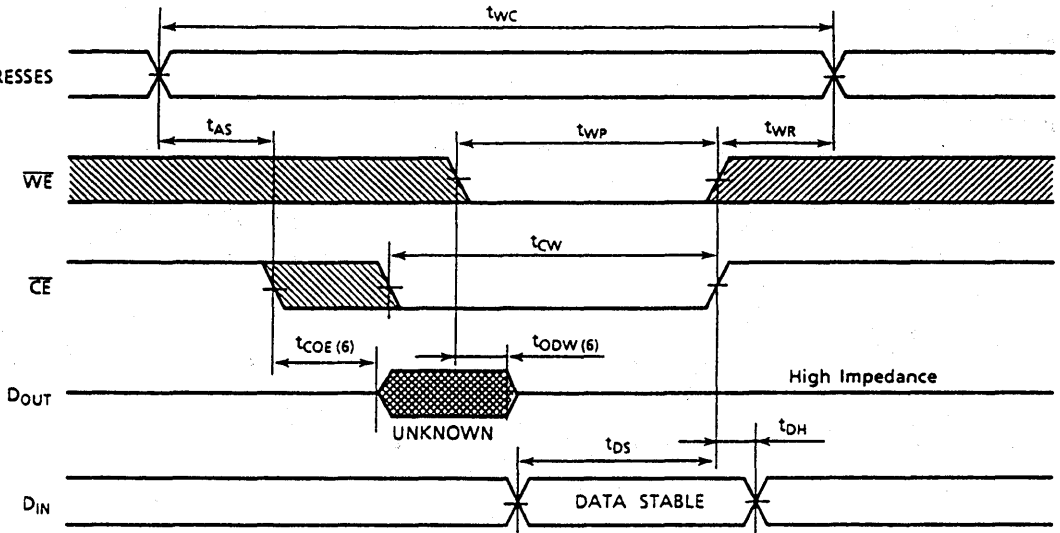 tWC
RESSES
tAS
tWP
tWR
WE
tCW
CE
tCOE (6)
tODW (6)
High Impedance
DOUT
UNKNOWN
tDH
tDS
DIN
DATA STABLE